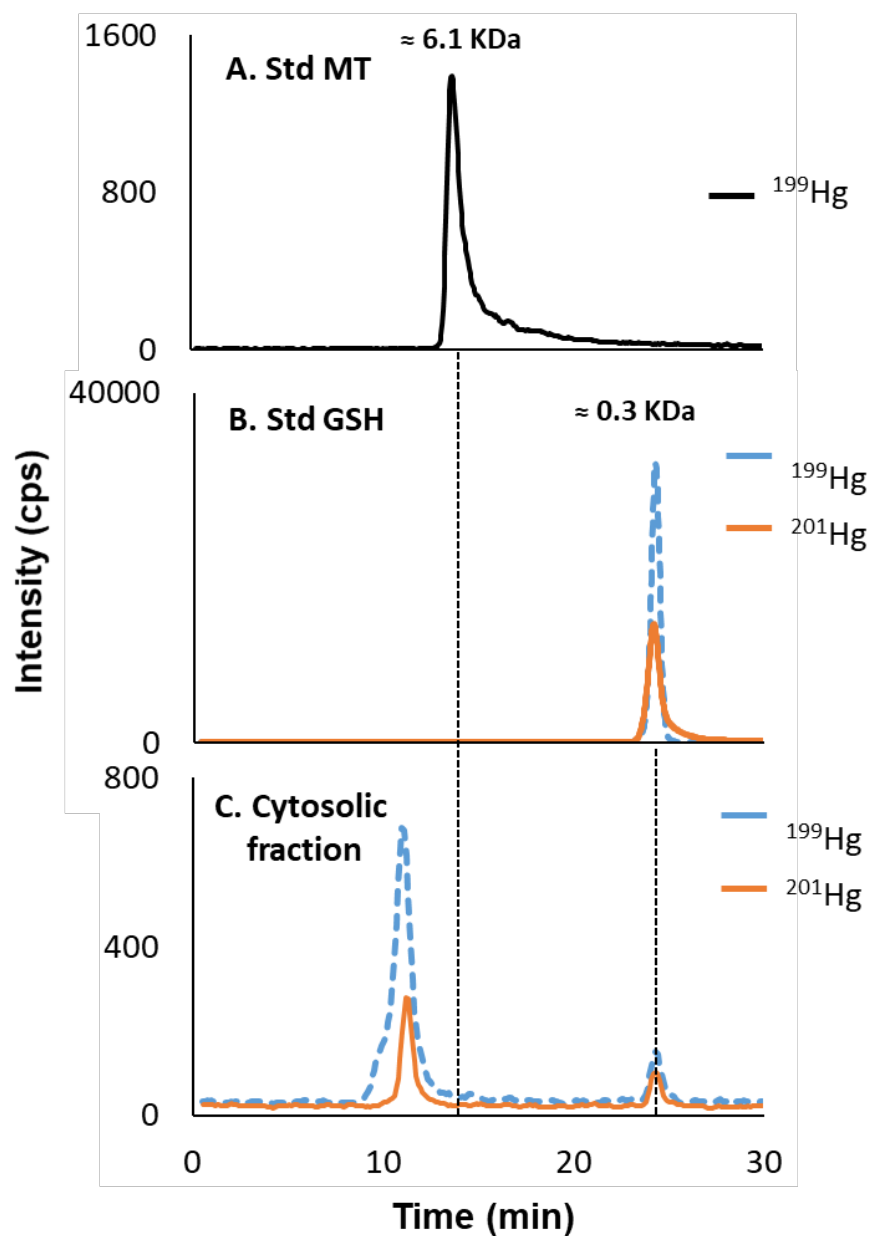 1600
≈ 6.1 KDa
A. Std MT
800
¹⁹⁹Hg
0
40000
≈ 0.3 KDa
B. Std GSH
¹⁹⁹Hg
²⁰¹Hg
Intensity (cps)
0
800
C. Cytosolic
fraction
¹⁹⁹Hg
²⁰¹Hg
400
0
0 10 20 30
Time (min)